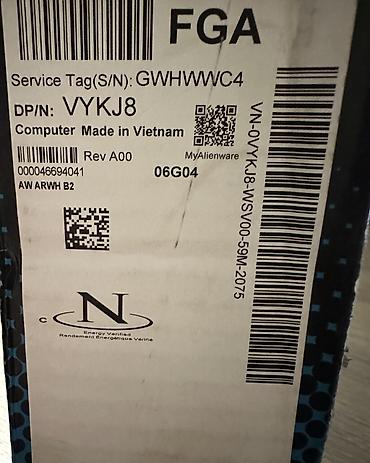 FGA
Service Tag(S/N): GWHWWC4
DP/N: VYKJ8
Computer Made in Vietnam
Rev A00
MyAlienware
000046694041
06G04
AW ARWH B2
VN-0VYKJ8-WSV00-59M-2075
C N
Energy Verified
Rendement Énergétique Vérifié